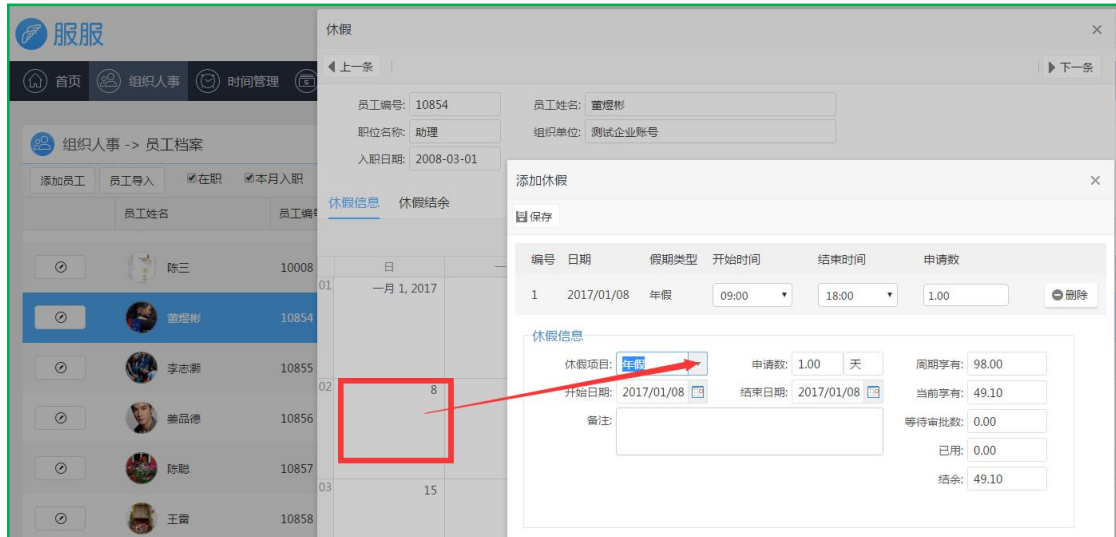 服服
首页 组织人事 时间管理
组织人事 -> 员工档案
添加员工 员工导入 在职 本月入职
员工姓名 员工编号
陈三 10008
董煜彬 10854
李志颢 10855
姜品德 10856
陈聪 10857
王雷 10858
休假
上一条 下一条
员工编号: 10854 员工姓名: 董煜彬
职位名称: 助理 组织单位: 测试企业账号
入职日期: 2008-03-01
休假信息 休假结余
日 一
01 一月 1, 2017
02 8
03 15
添加休假
保存
编号 日期 假期类型 开始时间 结束时间 申请数
1 2017/01/08 年假 09:00 18:00 1.00 删除
休假信息
休假项目: 年假 申请数: 1.00 天 周期享有: 98.00
开始日期: 2017/01/08 结束日期: 2017/01/08 当前享有: 49.10
备注: 等待审批数: 0.00
已用: 0.00
结余: 49.10